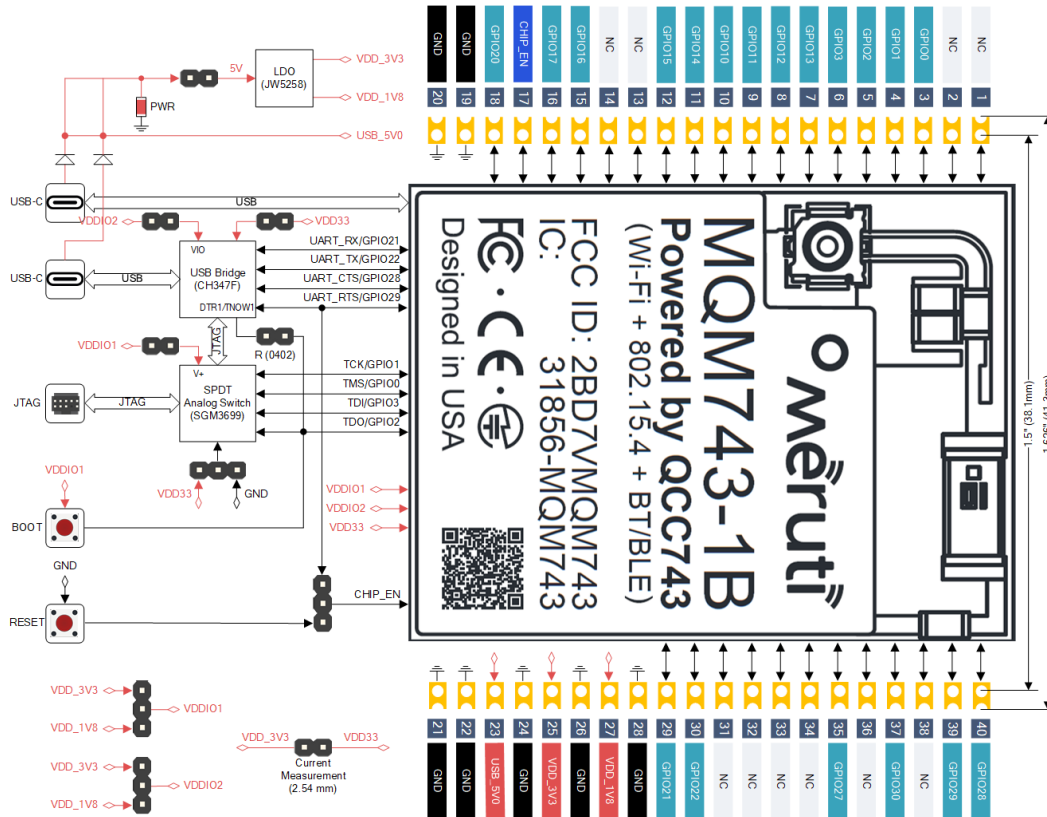 GND
GND
GPIO20
CHIP_EN
GPIO17
GPIO16
NC
NC
GPIO15
GPIO14
GPIO10
GPIO11
GPIO12
GPIO13
GPIO3
GPIO2
GPIO1
GPIO0
NC
NC
20
19
18
17
16
15
14
13
12
11
10
9
8
7
6
5
4
3
2
1
5V
LDO
(JW5258)
VDD_3V3
VDD_1V8
PWR
USB_5V0
USB-C
USB
VDDIO2
VDD33
VIO
USB Bridge
(CH347F)
DTR1/TNOW1
USB-C
USB
UART_RX/GPIO21
UART_TX/GPIO22
UART_CTS/GPIO28
UART_RTS/GPIO29
JTAG
R (0402)
VDDIO1
V+
SPDT
Analog Switch
(SGM3699)
JTAG
JTAG
TCK/GPIO1
TMS/GPIO0
TDI/GPIO3
TDO/GPIO2
VDD33
GND
VDDIO1
BOOT
GND
RESET
VDDIO1
VDDIO2
VDD33
CHIP_EN
meruti
MQM743-1B
Powered by QCC743
(Wi-Fi + 802.15.4 + BT/BLE)
FCC ID: 2BD7VMQM743
IC: 31856-MQM743
Designed in USA
1.5" (38.1mm)
VDD_3V3
VDDIO1
VDD_1V8
VDD_3V3
VDDIO2
VDD_1V8
VDD_3V3
VDD33
Current
Measurement
(2.54 mm)
21
22
23
24
25
26
27
28
29
30
31
32
33
34
35
36
37
38
39
40
GND
GND
USB_5V0
GND
VDD_3V3
GND
VDD_1V8
GND
GPIO21
GPIO22
NC
NC
NC
NC
GPIO27
NC
GPIO30
NC
GPIO29
GPIO28